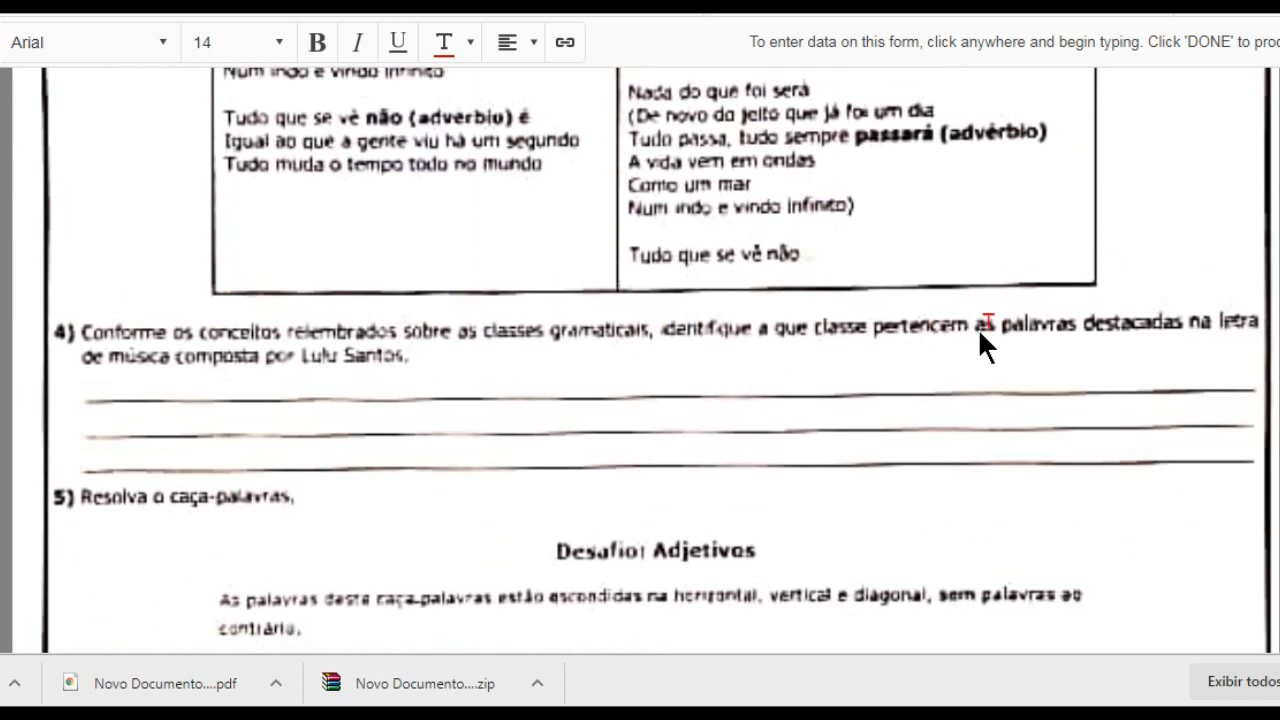 Arial
14
B I U T
To enter data on this form, click anywhere and begin typing. Click 'DONE' to proc
Num indo e vindo infinito
Tudo que se vê não (advérbio) é
Igual ao que a gente viu há um segundo
Tudo muda o tempo todo no mundo
Nada do que foi será
(De novo do jeito que já foi um dia
Tudo passa, tudo sempre passará (advérbio)
A vida vem em ondas
Como um mar
Num indo e vindo infinito)
Tudo que se vê não
4) Conforme os conceitos relembrados sobre as classes gramaticais, identifique a que classe pertencem as palavras destacadas na letra
de música composta por Lulu Santos.
5) Resolva o caça-palavras.
Desafio: Adjetivos
As palavras deste caça-palavras estão escondidas na horizontal, vertical e diagonal, sem palavras ao
contrário.
Novo Documento....pdf
Novo Documento....zip
Exibir todos